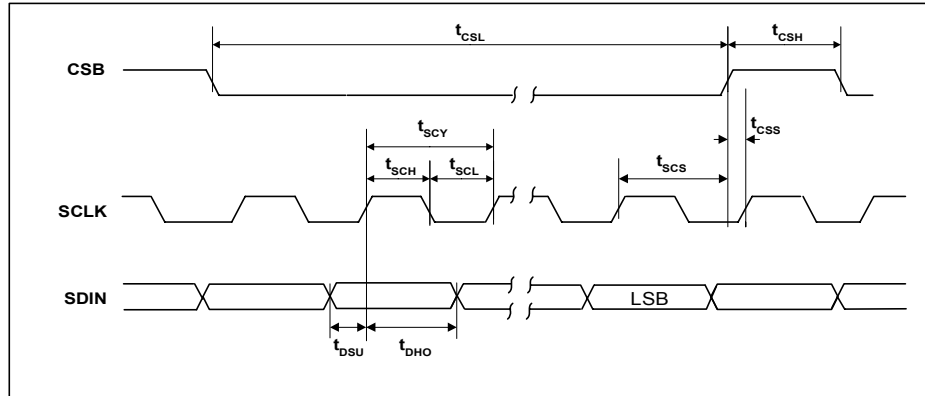 tCSL
tCSH
CSB
tCSS
tSCY
tSCH
tSCL
tSCS
SCLK
SDIN
LSB
tDSU
tDHO